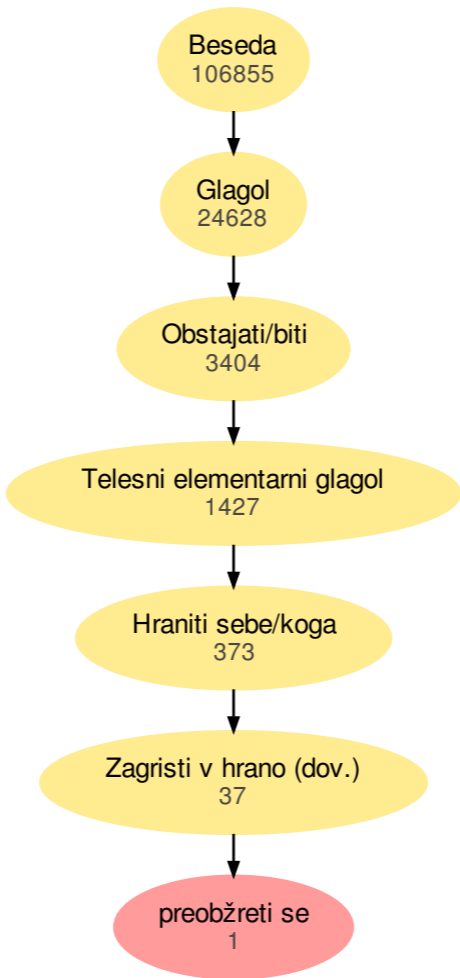 Beseda
106855
Glagol
24628
Obstajati/biti
3404
Telesni elementarni glagol
1427
Hraniti sebe/koga
373
Zagristi v hrano (dov.)
37
preobžreti se
1